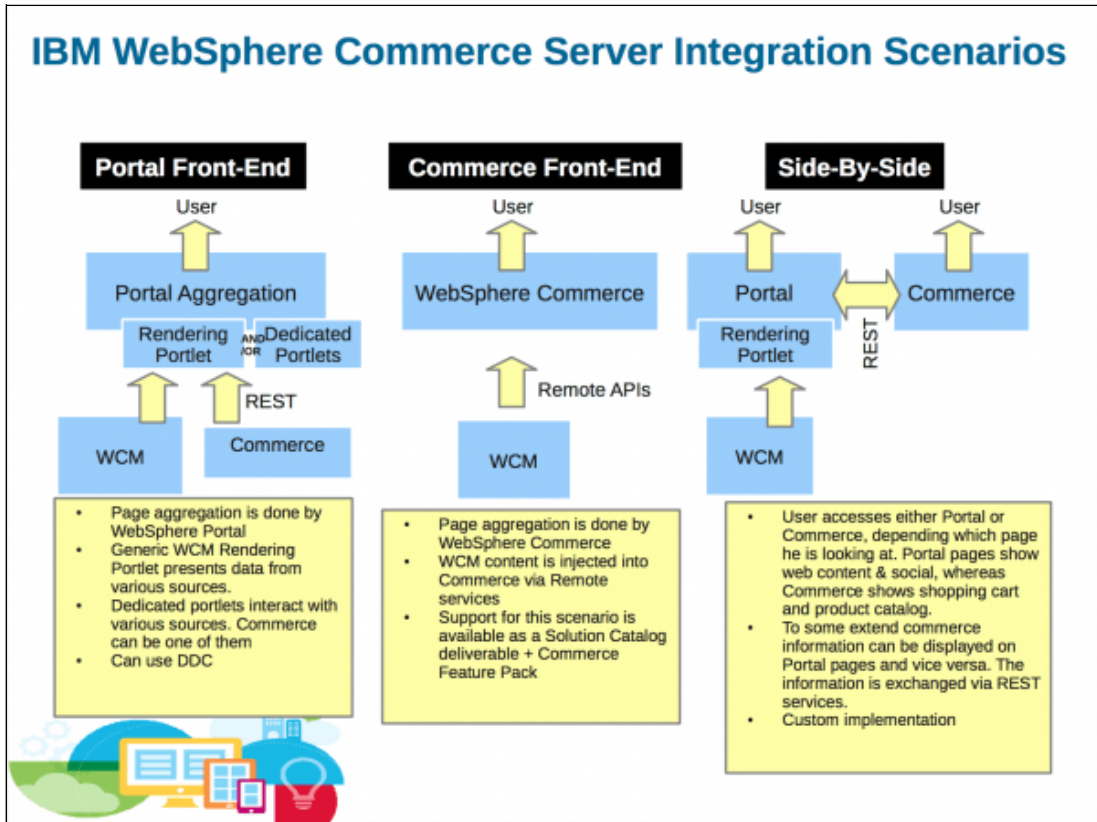 IBM WebSphere Commerce Server Integration Scenarios
Portal Front-End
User
Portal Aggregation
Rendering
Portlet
AND
/OR
Dedicated
Portlets
REST
WCM
Commerce
• Page aggregation is done by
WebSphere Portal
• Generic WCM Rendering
Portlet presents data from
various sources.
• Dedicated portlets interact with
various sources. Commerce
can be one of them
• Can use DDC
Commerce Front-End
User
WebSphere Commerce
Remote APIs
WCM
• Page aggregation is done by
WebSphere Commerce
• WCM content is injected into
Commerce via Remote
services
• Support for this scenario is
available as a Solution Catalog
deliverable + Commerce
Feature Pack
Side-By-Side
User
User
Portal
Commerce
REST
Rendering
Portlet
WCM
• User accesses either Portal or
Commerce, depending which page
he is looking at. Portal pages show
web content & social, whereas
Commerce shows shopping cart
and product catalog.
• To some extend commerce
information can be displayed on
Portal pages and vice versa. The
information is exchanged via REST
services.
• Custom implementation